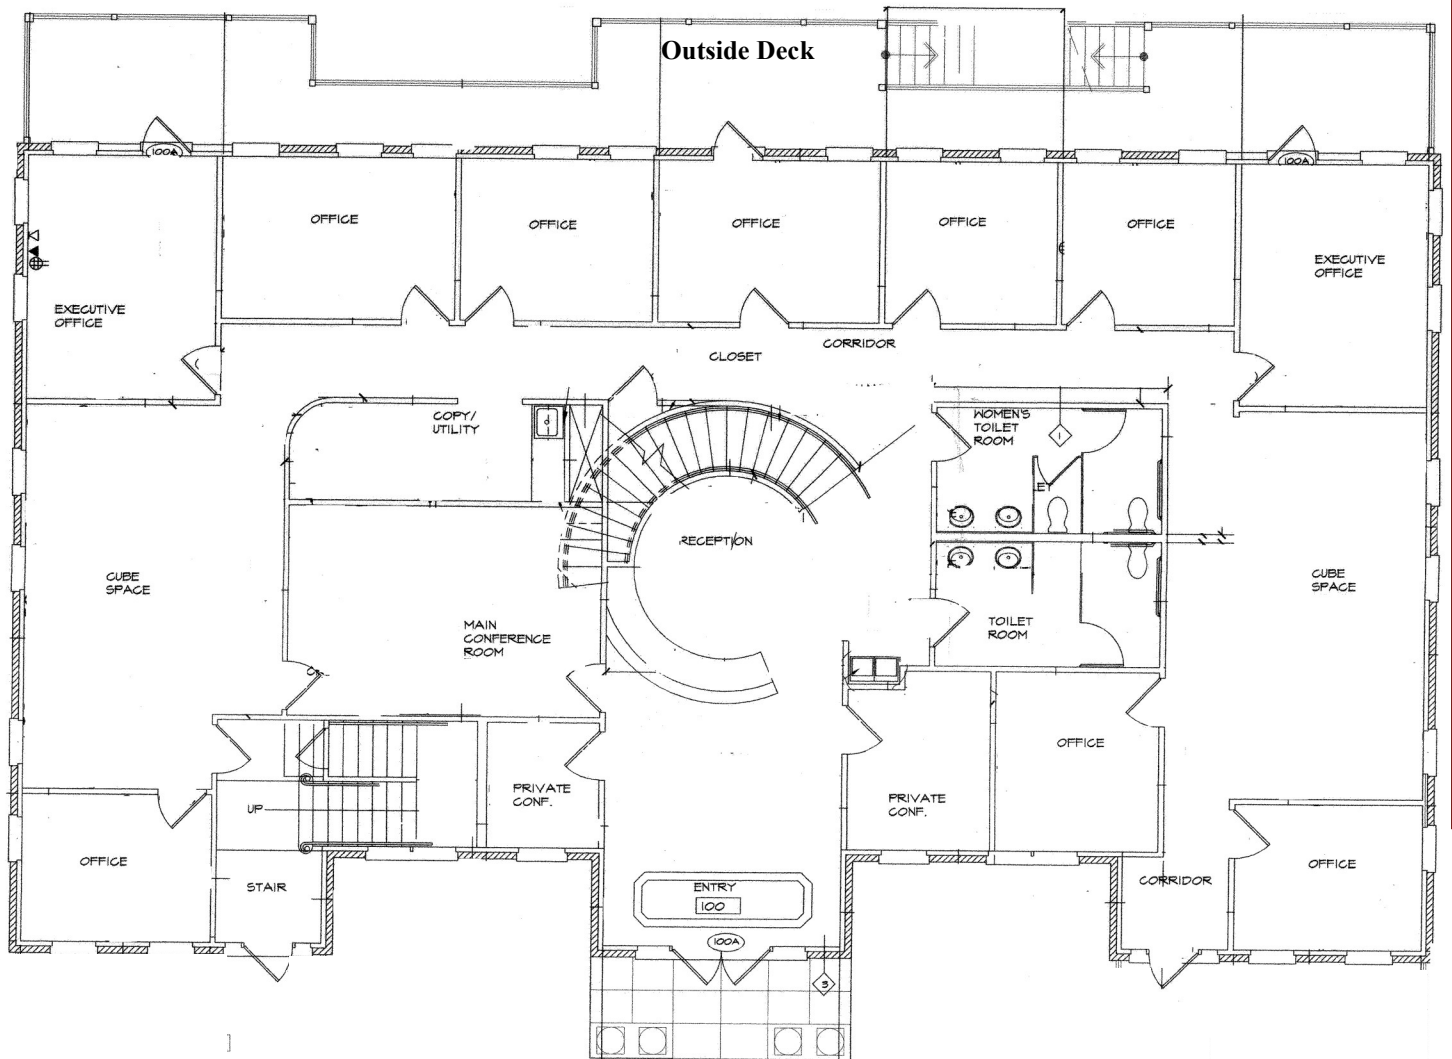 Outside Deck
100A
100A
OFFICE
OFFICE
OFFICE
OFFICE
OFFICE
EXECUTIVE
OFFICE
EXECUTIVE
OFFICE
CORRIDOR
CLOSET
COPY/
UTILITY
WOMEN'S
TOILET
ROOM
1
RECEPTION
CUBE
SPACE
CUBE
SPACE
MAIN
CONFERENCE
ROOM
TOILET
ROOM
OFFICE
PRIVATE
CONF.
PRIVATE
CONF.
UP
OFFICE
OFFICE
STAIR
CORRIDOR
ENTRY
100
100A
3